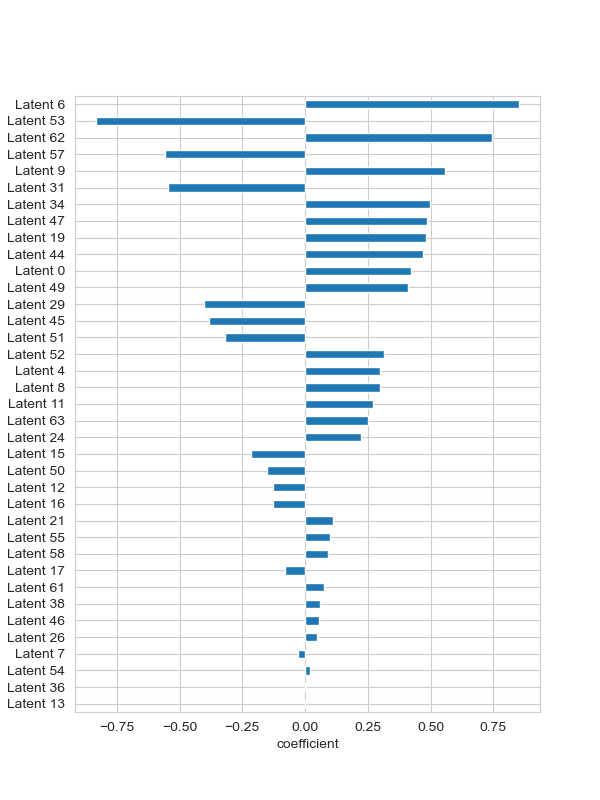 Latent 6
Latent 53
Latent 62
Latent 57
Latent 9
Latent 31
Latent 34
Latent 47
Latent 19
Latent 44
Latent 0
Latent 49
Latent 29
Latent 45
Latent 51
Latent 52
Latent 4
Latent 8
Latent 11
Latent 63
Latent 24
Latent 15
Latent 50
Latent 12
Latent 16
Latent 21
Latent 55
Latent 58
Latent 17
Latent 61
Latent 38
Latent 46
Latent 26
Latent 7
Latent 54
Latent 36
Latent 13
−0.75 −0.50 −0.25 0.00 0.25 0.50 0.75
coefficient